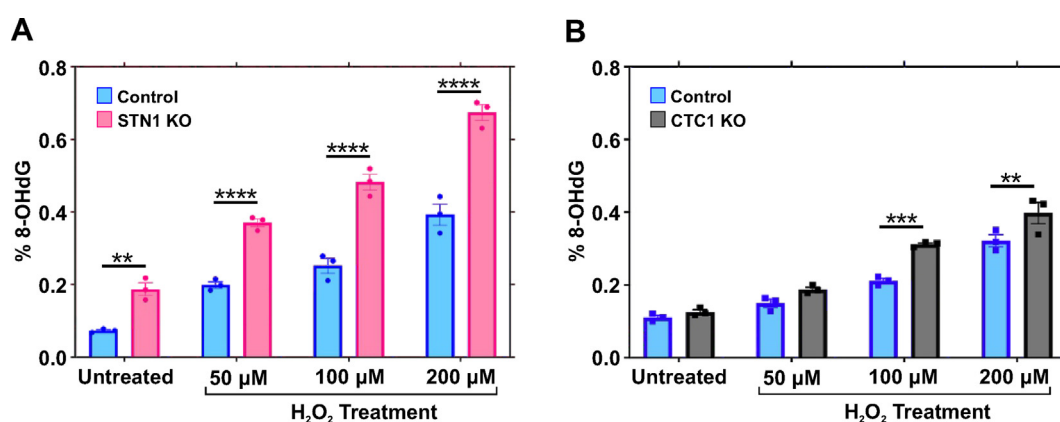 A
% 8-OHdG
0.8
0.6
0.4
0.2
0.0
Control
STN1 KO
**
****
****
****
Untreated
50 µM
100 µM
200 µM
H₂O₂ Treatment
B
% 8-OHdG
0.8
0.6
0.4
0.2
0.0
Control
CTC1 KO
***
**
Untreated
50 µM
100 µM
200 µM
H₂O₂ Treatment